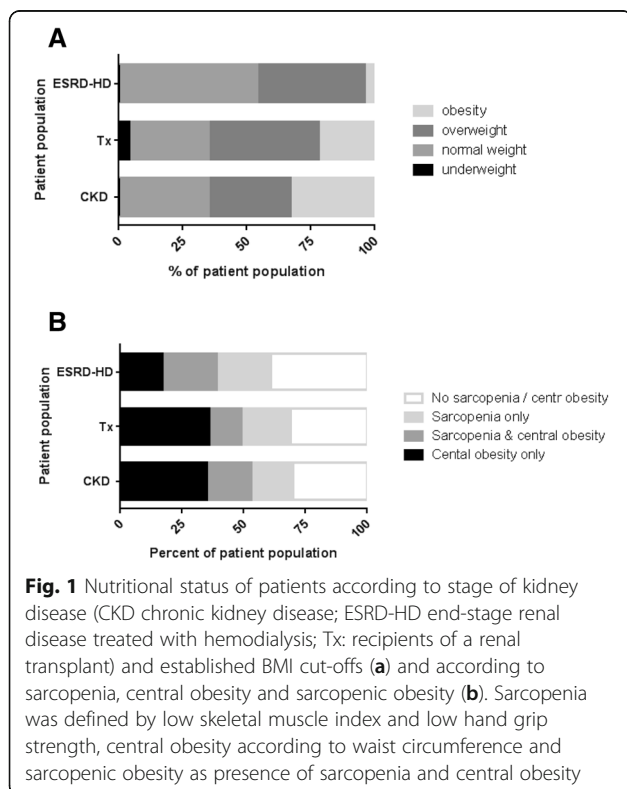 A
Patient population
ESRD-HD
Tx
CKD
0
25
50
75
100
% of patient population
obesity
overweight
normal weight
underweight
B
Patient population
ESRD-HD
Tx
CKD
0
25
50
75
100
Percent of patient population
No sarcopenia / centr obesity
Sarcopenia only
Sarcopenia & central obesity
Cental obesity only
Fig. 1 Nutritional status of patients according to stage of kidney
disease (CKD chronic kidney disease; ESRD-HD end-stage renal
disease treated with hemodialysis; Tx: recipients of a renal
transplant) and established BMI cut-offs (a) and according to
sarcopenia, central obesity and sarcopenic obesity (b). Sarcopenia
was defined by low skeletal muscle index and low hand grip
strength, central obesity according to waist circumference and
sarcopenic obesity as presence of sarcopenia and central obesity